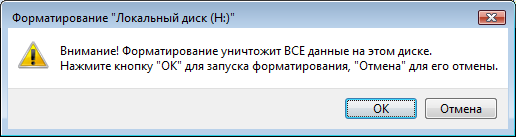 Форматирование "Локальный диск (H:)"
Внимание! Форматирование уничтожит ВСЕ данные на этом диске.
Нажмите кнопку "ОК" для запуска форматирования, "Отмена" для его отмены.
ОК
Отмена